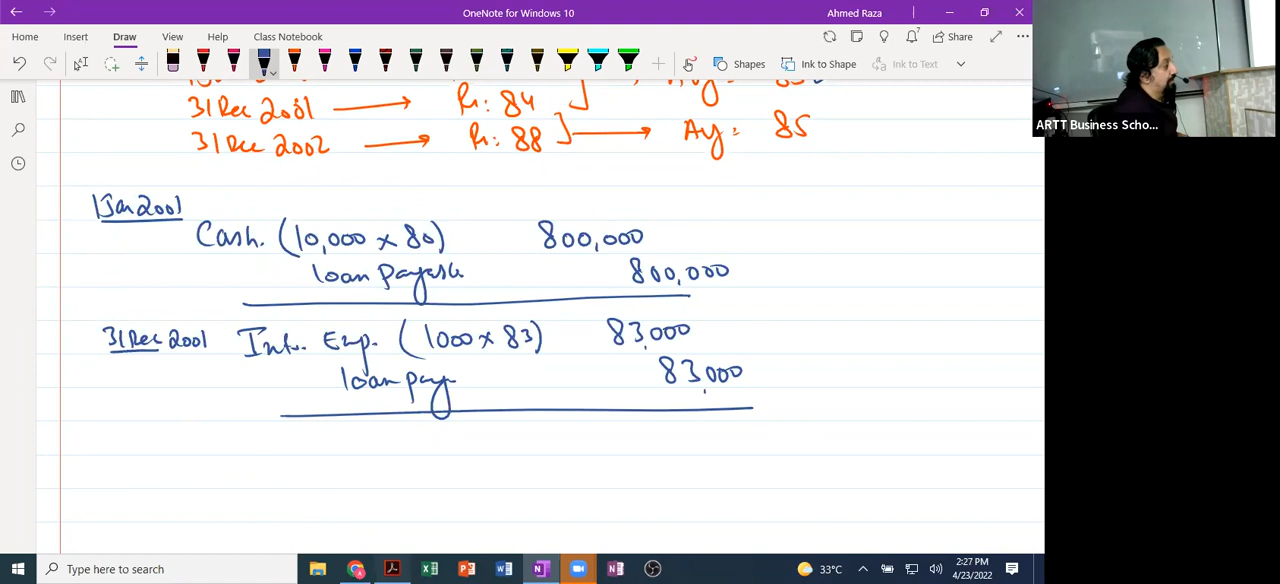 OneNote for Windows 10
Ahmed Raza
Home Insert Draw View Help Class Notebook
Share
Shapes Ink to Shape Ink to Text
31 Dec 2001 → Rs: 84
31 Dec 2002 → Rs: 88 → Avg = 85
1 Jan 2001
Cash. (10,000 × 80) 800,000
loan payable 800,000
31 Dec 2001 Int. Exp. (1000 × 83) 83,000
loan pay 83,000
ARTT Business Scho...
Type here to search
33°C
2:27 PM
4/23/2022